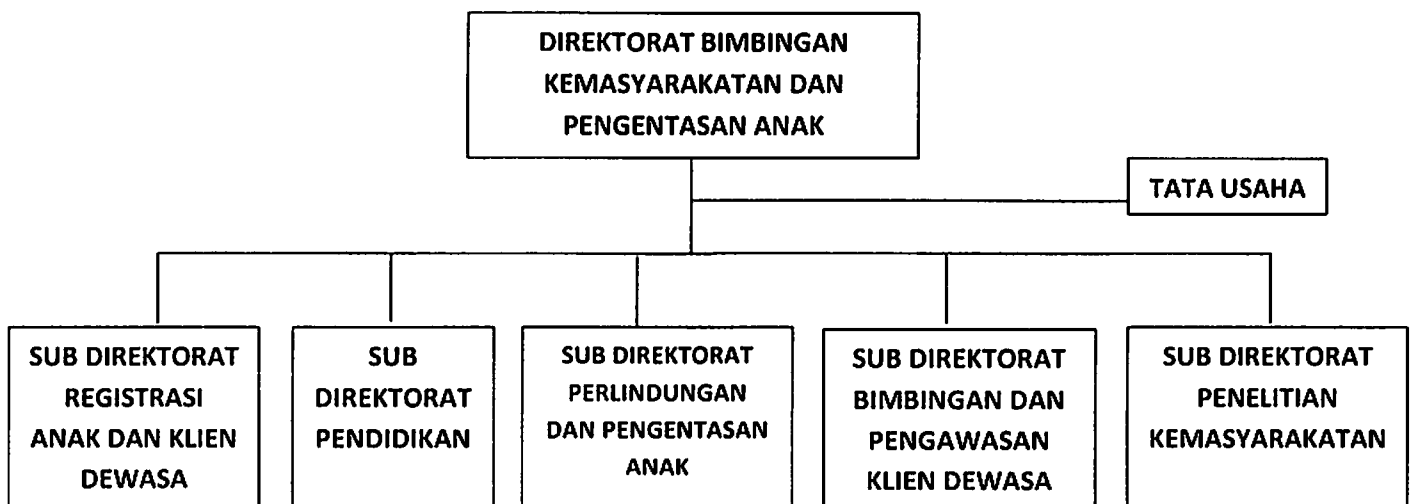 DIREKTORAT BIMBINGAN
KEMASYARAKATAN DAN
PENGENTASAN ANAK
TATA USAHA
SUB DIREKTORAT
REGISTRASI
ANAK DAN KLIEN
DEWASA
SUB
DIREKTORAT
PENDIDIKAN
SUB DIREKTORAT
PERLINDUNGAN
DAN PENGENTASAN
ANAK
SUB DIREKTORAT
BIMBINGAN DAN
PENGAWASAN
KLIEN DEWASA
SUB DIREKTORAT
PENELITIAN
KEMASYARAKATAN